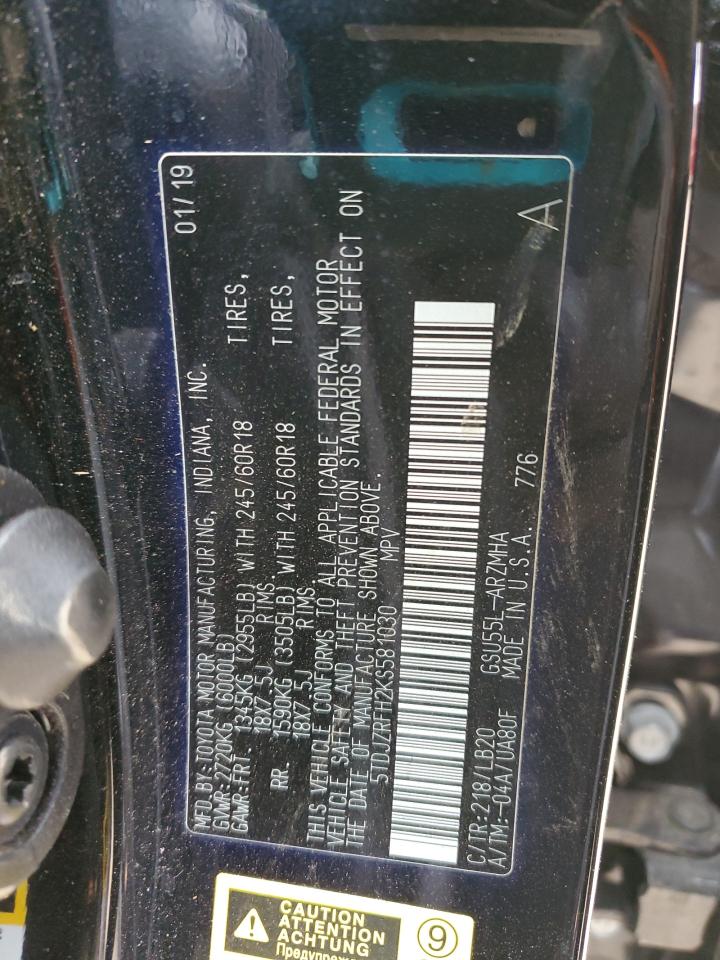 01/19
MFD.BY:TOYOTA MOTOR MANUFACTURING, INDIANA, INC.
GVWR:2720KG (6000LB)
GAWR:FRT 1345KG (2955LB) WITH 245/60R18 TIRES,
18X7.5J RIMS
RR. 1590KG (3505LB) WITH 245/60R18 TIRES,
18X7.5J RIMS
THIS VEHICLE CONFORMS TO ALL APPLICABLE FEDERAL MOTOR
VEHICLE SAFETY AND THEFT PREVENTION STANDARDS IN EFFECT ON
THE DATE OF MANUFACTURE SHOWN ABOVE.
5TDJZRFH2KS581030 MPV
C/TR:218/LB20 GSU55L-ARZMHA
A/TM:-04A/UA80F MADE IN U.S.A. 776
A
CAUTION
ATTENTION
ACHTUNG
9